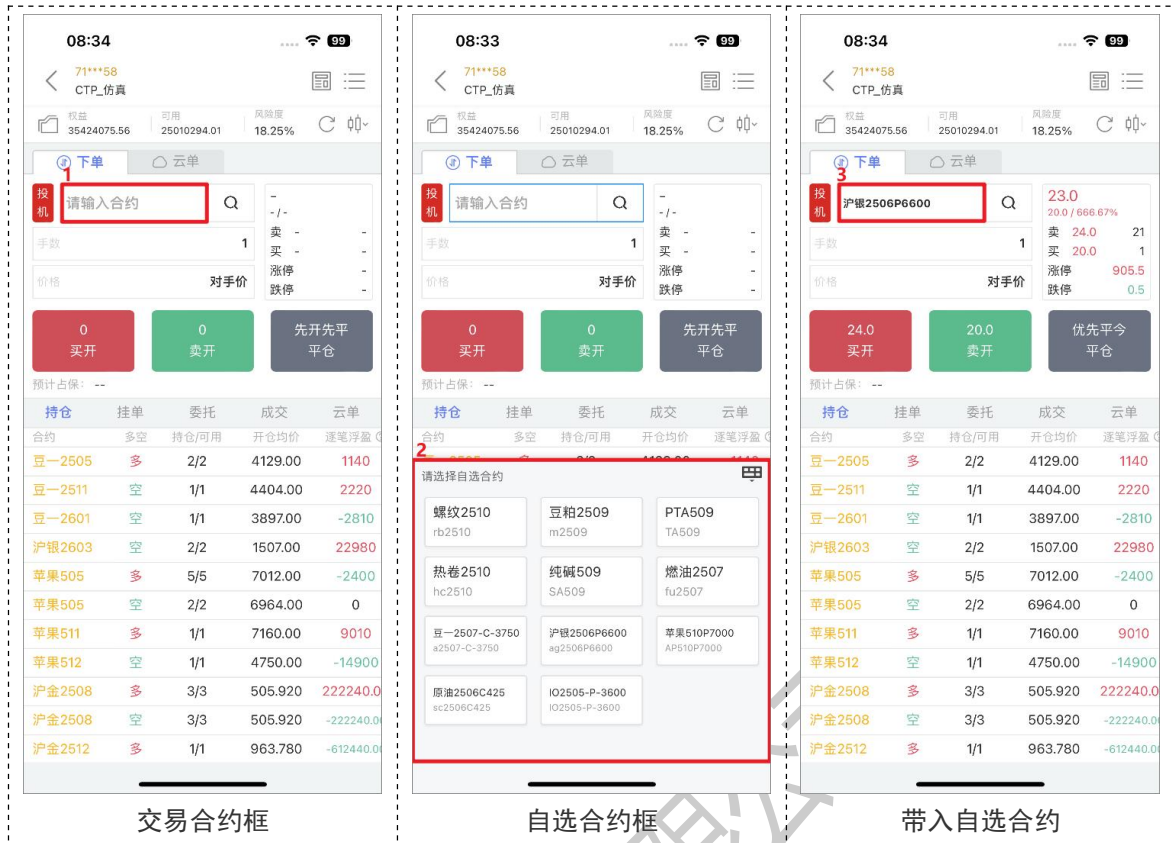 08:34
99
71***58
CTP_仿真
权益
35424075.56
可用
25010294.01
风险度
18.25%
下单
云单
1
投机
请输入合约
-
-/-
卖 - -
买 - -
涨停 -
跌停 -
手数 1
价格 对手价
0
买开
0
卖开
先开先平
平仓
预计占保: --
持仓 挂单 委托 成交 云单
合约 多空 持仓/可用 开仓均价 逐笔浮盈
豆一2505 多 2/2 4129.00 1140
豆一2511 空 1/1 4404.00 2220
豆一2601 空 1/1 3897.00 -2810
沪银2603 空 2/2 1507.00 22980
苹果505 多 5/5 7012.00 -2400
苹果505 空 2/2 6964.00 0
苹果511 多 1/1 7160.00 9010
苹果512 空 1/1 4750.00 -14900
沪金2508 多 3/3 505.920 222240.0
沪金2508 空 3/3 505.920 -222240.0
沪金2512 多 1/1 963.780 -612440.0
交易合约框
08:33
99
71***58
CTP_仿真
权益
35424075.56
可用
25010294.01
风险度
18.25%
下单
云单
投机
请输入合约
-
-/-
卖 - -
买 - -
涨停 -
跌停 -
手数 1
价格 对手价
0
买开
0
卖开
先开先平
平仓
预计占保: --
持仓 挂单 委托 成交 云单
合约 多空 持仓/可用 开仓均价 逐笔浮盈
2
请选择自选合约
螺纹2510 豆粕2509 PTA509
rb2510 m2509 TA509
热卷2510 纯碱509 燃油2507
hc2510 SA509 fu2507
豆一2507-C-3750 沪银2506P6600 苹果510P7000
a2507-C-3750 ag2506P6600 AP510P7000
原油2506C425 IO2505-P-3600
sc2506C425 IO2505-P-3600
自选合约框
08:34
99
71***58
CTP_仿真
权益
35424075.56
可用
25010294.01
风险度
18.25%
下单
云单
3
投机
沪银2506P6600
23.0
20.0 / 666.67%
卖 24.0 21
买 20.0 1
涨停 905.5
跌停 0.5
手数 1
价格 对手价
24.0
买开
20.0
卖开
优先平今
平仓
预计占保: --
持仓 挂单 委托 成交 云单
合约 多空 持仓/可用 开仓均价 逐笔浮盈
豆一2505 多 2/2 4129.00 1140
豆一2511 空 1/1 4404.00 2220
豆一2601 空 1/1 3897.00 -2810
沪银2603 空 2/2 1507.00 22980
苹果505 多 5/5 7012.00 -2400
苹果505 空 2/2 6964.00 0
苹果511 多 1/1 7160.00 9010
苹果512 空 1/1 4750.00 -14900
沪金2508 多 3/3 505.920 222240.0
沪金2508 空 3/3 505.920 -222240.0
沪金2512 多 1/1 963.780 -612440.0
带入自选合约